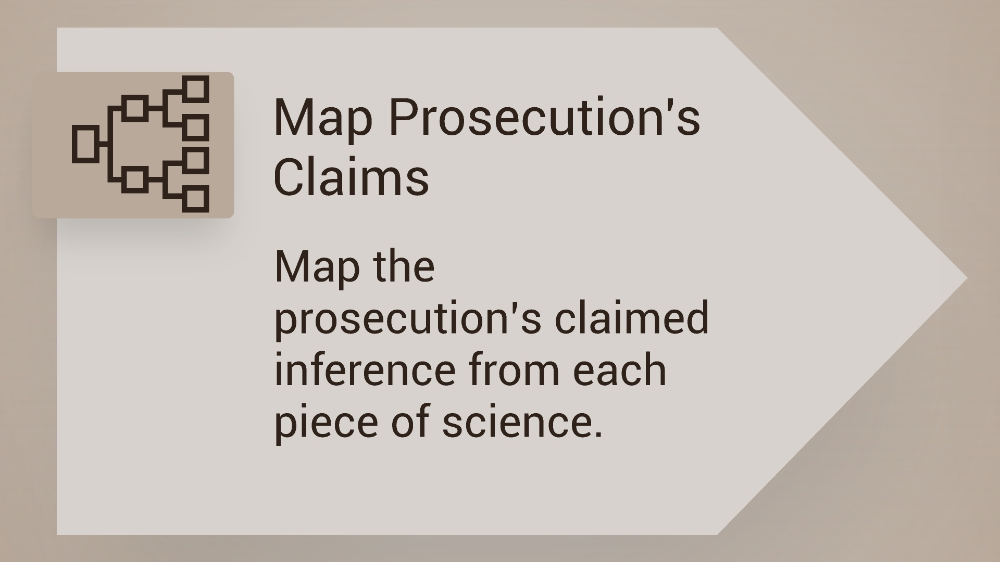 Map Prosecution's
Claims
Map the
prosecution's claimed
inference from each
piece of science.